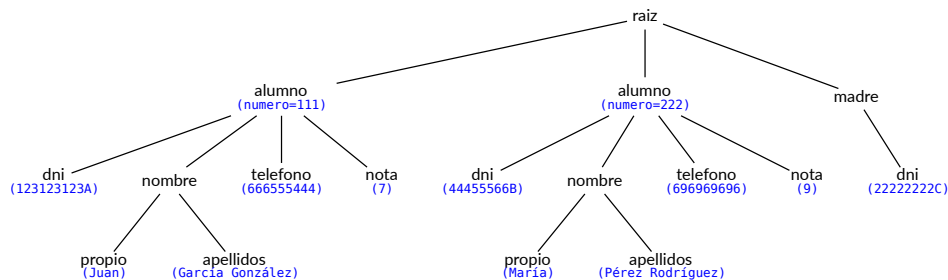 raiz
alumno alumno madre
(numero=111) (numero=222)
dni nombre telefono nota dni nombre telefono nota dni
(123123123A) (666555444) (7) (44455566B) (696969696) (9) (22222222C)
propio apellidos propio apellidos
(Juan) (García González) (María) (Pérez Rodríguez)